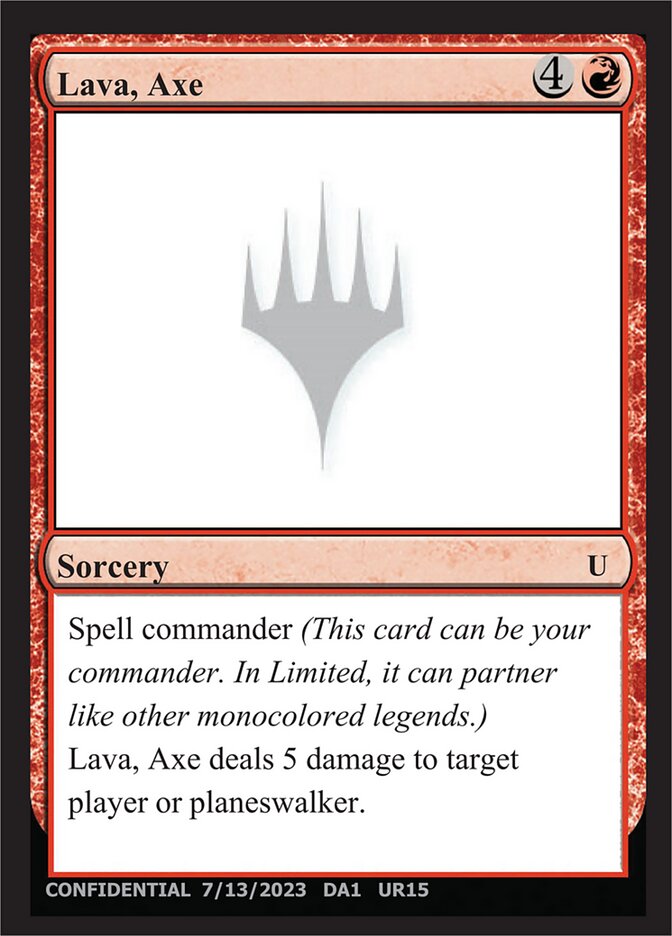 Lava, Axe 4
Sorcery U
Spell commander (This card can be your
commander. In Limited, it can partner
like other monocolored legends.)
Lava, Axe deals 5 damage to target
player or planeswalker.
CONFIDENTIAL 7/13/2023 DA1 UR15